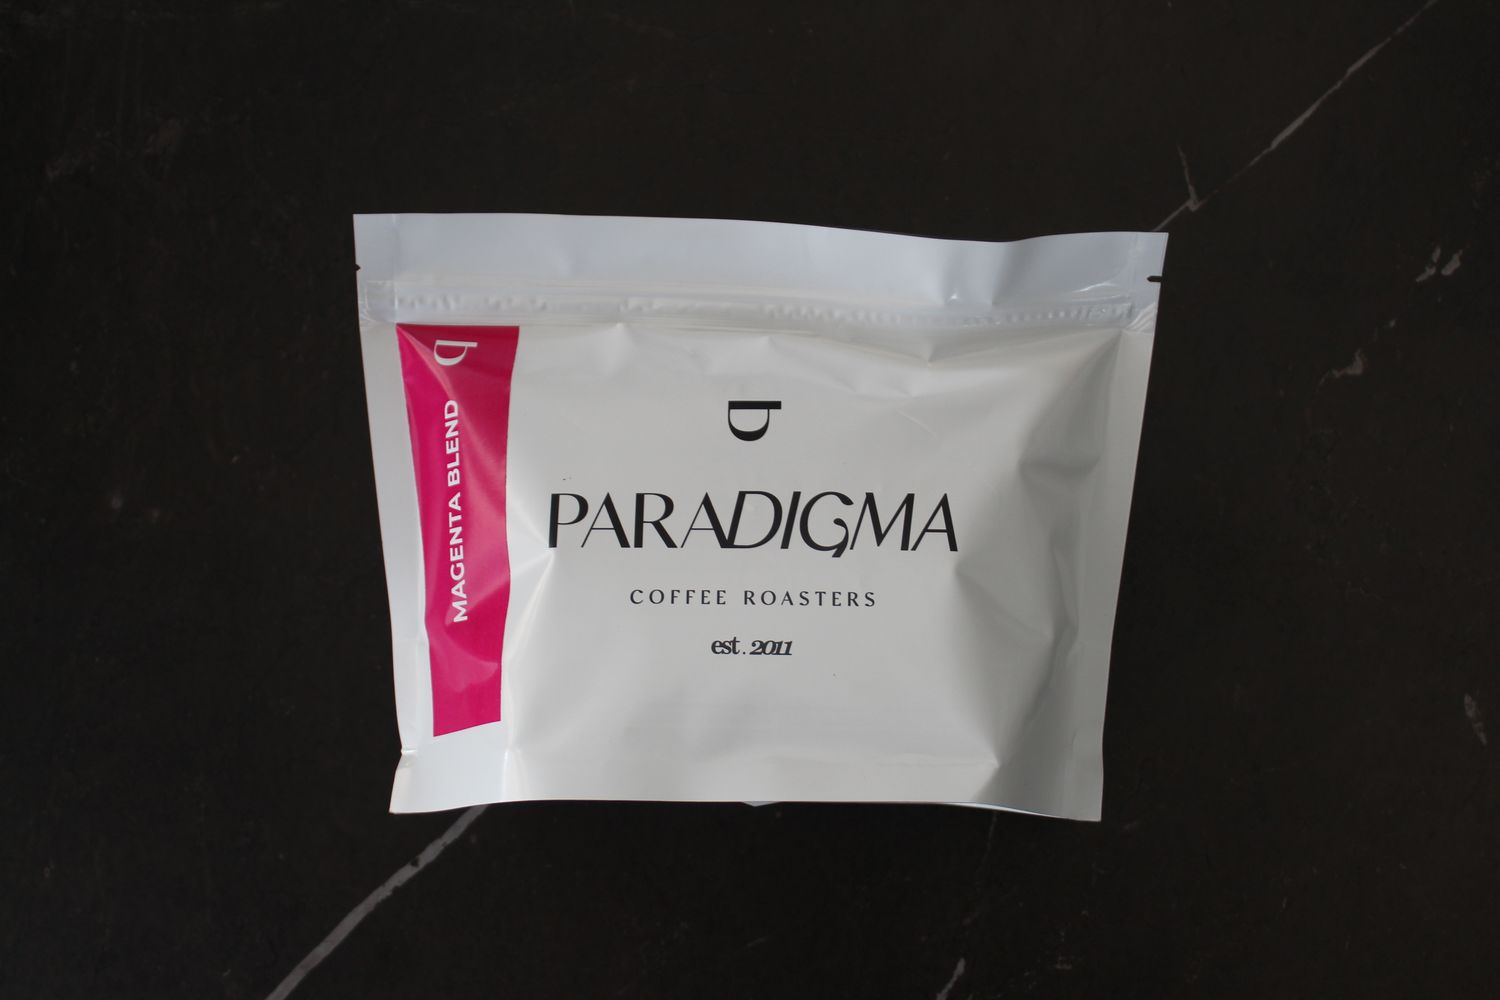 MAGENTA BLEND
PARADIGMA
COFFEE ROASTERS
est. 2011